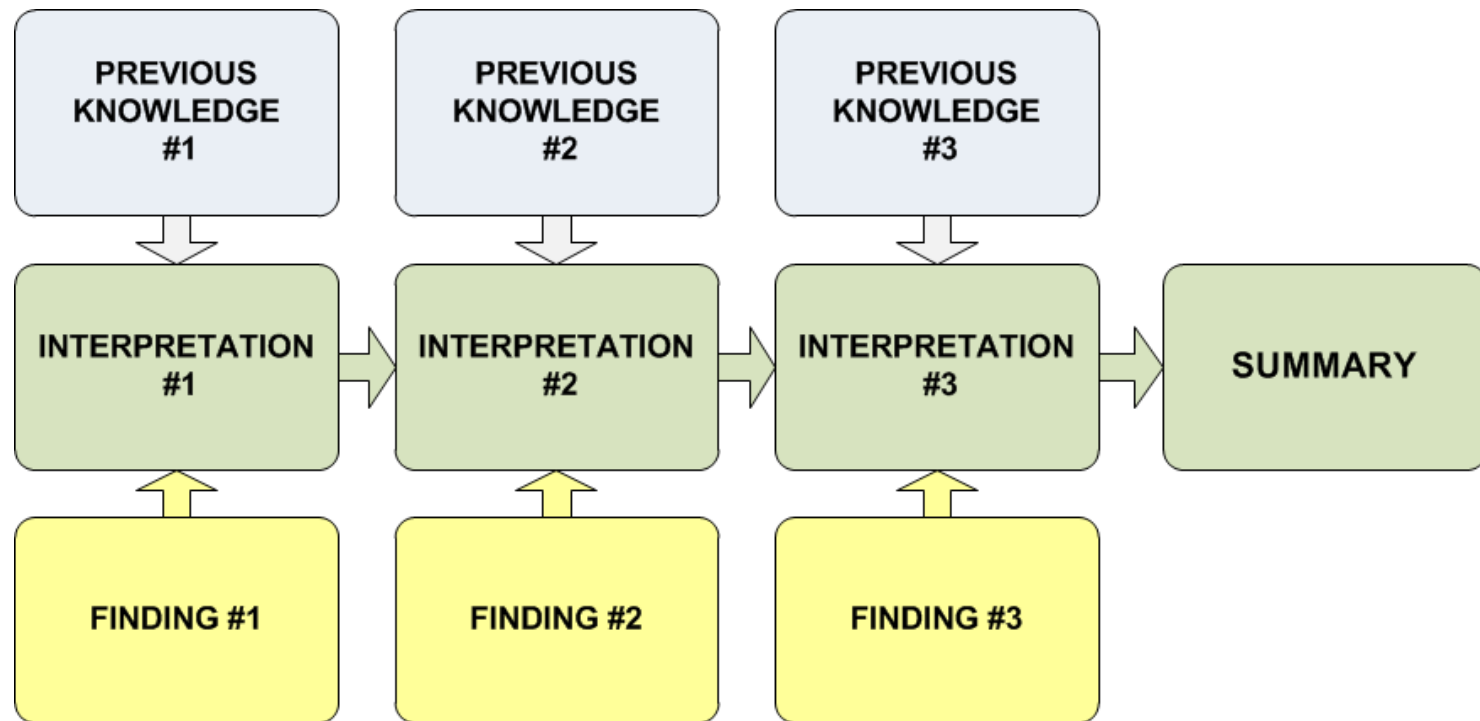 PREVIOUS
KNOWLEDGE
#1
PREVIOUS
KNOWLEDGE
#2
PREVIOUS
KNOWLEDGE
#3
INTERPRETATION
#1
INTERPRETATION
#2
INTERPRETATION
#3
SUMMARY
FINDING #1
FINDING #2
FINDING #3